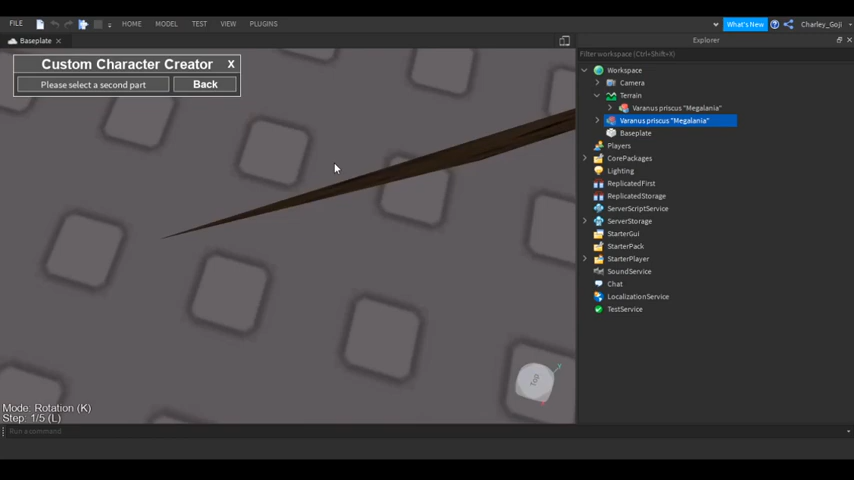 FILE HOME MODEL TEST VIEW PLUGINS What's New Charley_Goji
Baseplate Explorer
Custom Character Creator X
Please select a second part Back
Filter workspace (Ctrl+Shift+X)
Workspace
Camera
Terrain
Varanus priscus "Megalania"
Varanus priscus "Megalania"
Baseplate
Players
CorePackages
Lighting
ReplicatedFirst
ReplicatedStorage
ServerScriptService
ServerStorage
StarterGui
StarterPack
StarterPlayer
SoundService
Chat
LocalizationService
TestService
Top
Y
Mode: Rotation (K)
Step: 1/5 (L)
Run a command